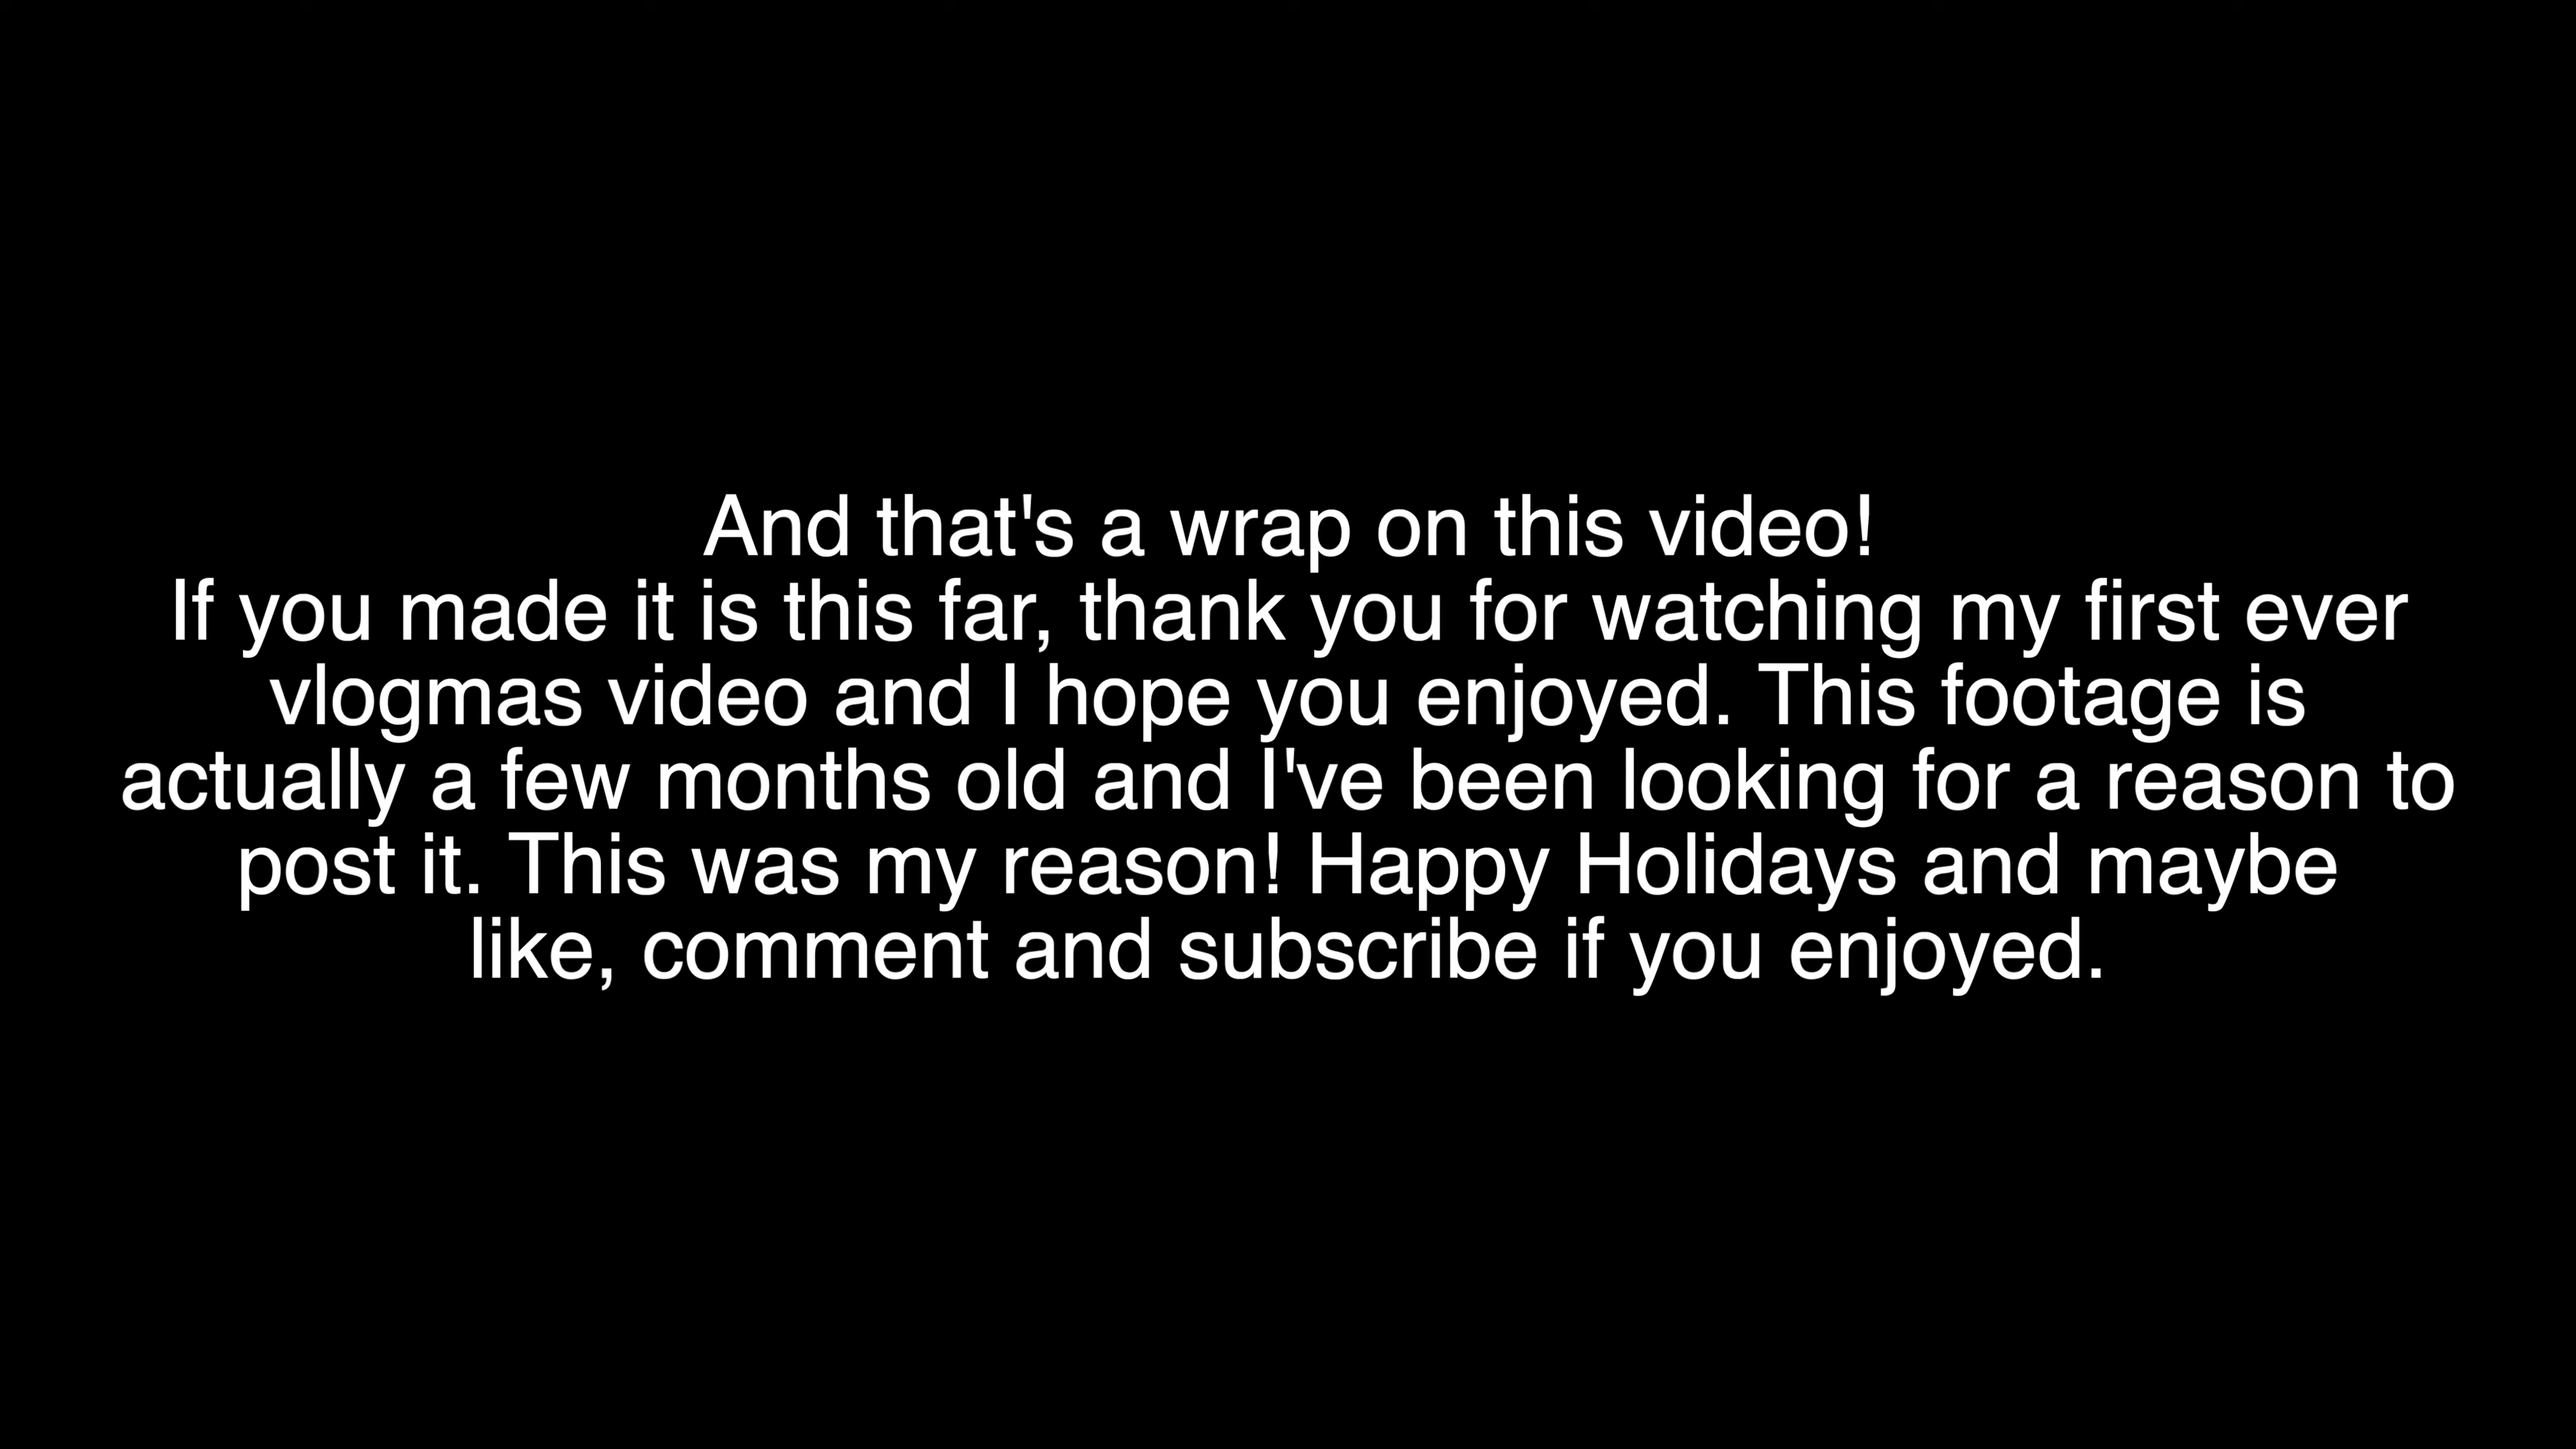 And that's a wrap on this video!
If you made it is this far, thank you for watching my first ever
vlogmas video and I hope you enjoyed. This footage is
actually a few months old and I've been looking for a reason to
post it. This was my reason! Happy Holidays and maybe
like, comment and subscribe if you enjoyed.